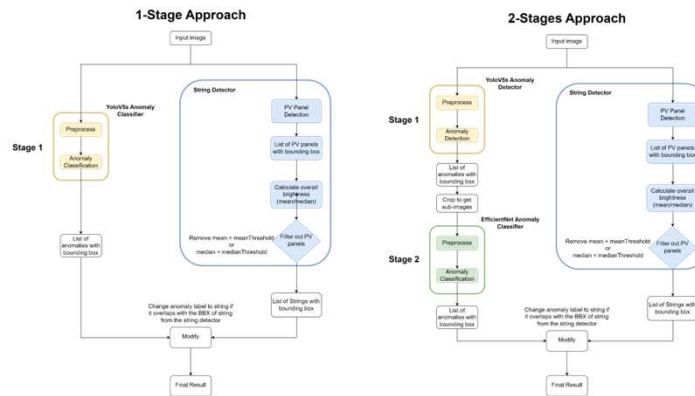 1-Stage Approach
Input Image
YoloV5s Anomaly
Classifier
Stage 1
Preprocess
Anomaly
Classification
List of
anomalies with
bounding box
String Detector
PV Panel
Detection
List of PV panels
with bounding box
Calculate overall
brightness
(mean/median)
Remove mean < meanThreshold
or
median < medianThreshold
Filter out PV
panels
List of Strings with
bounding box
Change anomaly label to string if
it overlaps with the BBX of string
from the string detector
Modify
Final Result
2-Stages Approach
Input Image
YoloV5s Anomaly
Detector
Stage 1
Preprocess
Anomaly
Detection
List of
anomalies with
bounding box
Crop to get
sub-images
EfficientNet Anomaly
Classifier
Stage 2
Preprocess
Anomaly
Classification
List of
anomalies with
bounding box
String Detector
PV Panel
Detection
List of PV panels
with bounding box
Calculate overall
brightness
(mean/median)
Remove mean < meanThreshold
or
median < medianThreshold
Filter out PV
panels
List of Strings with
bounding box
Change anomaly label to string if
it overlaps with the BBX of string
from the string detector
Modify
Final Result